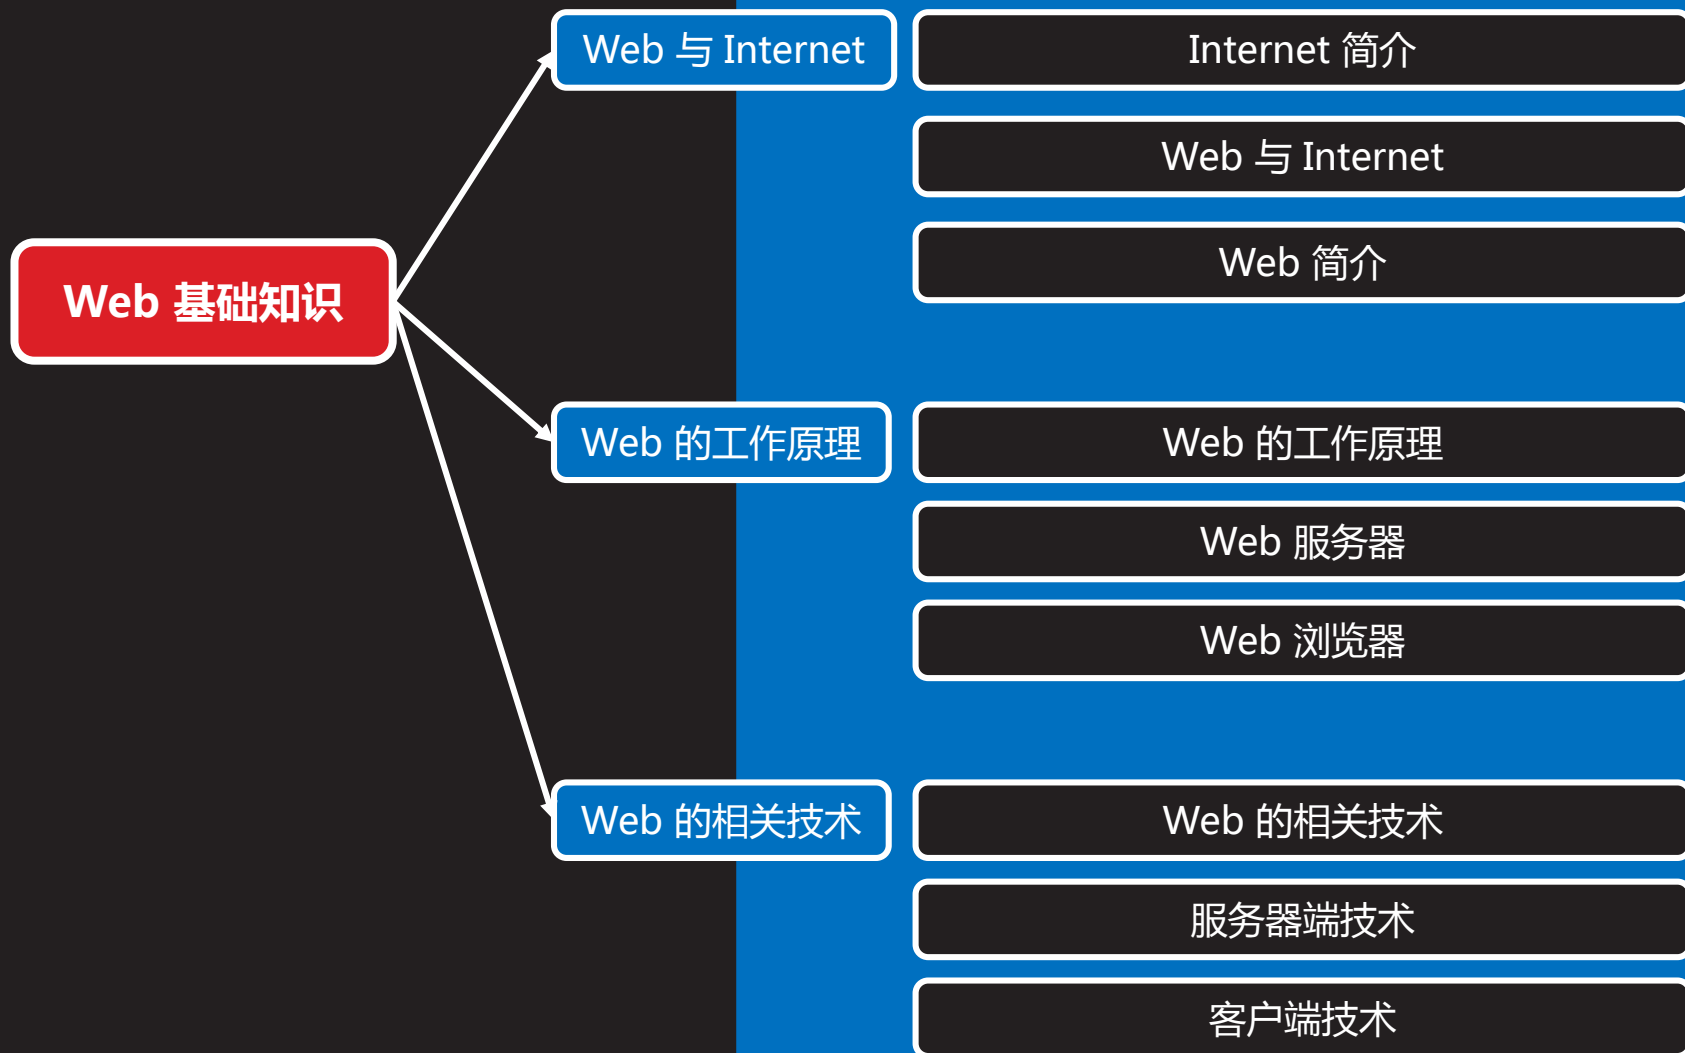 Web 基础知识
Web 与 Internet
Internet 简介
Web 与 Internet
Web 简介
Web 的工作原理
Web 的工作原理
Web 服务器
Web 浏览器
Web 的相关技术
Web 的相关技术
服务器端技术
客户端技术